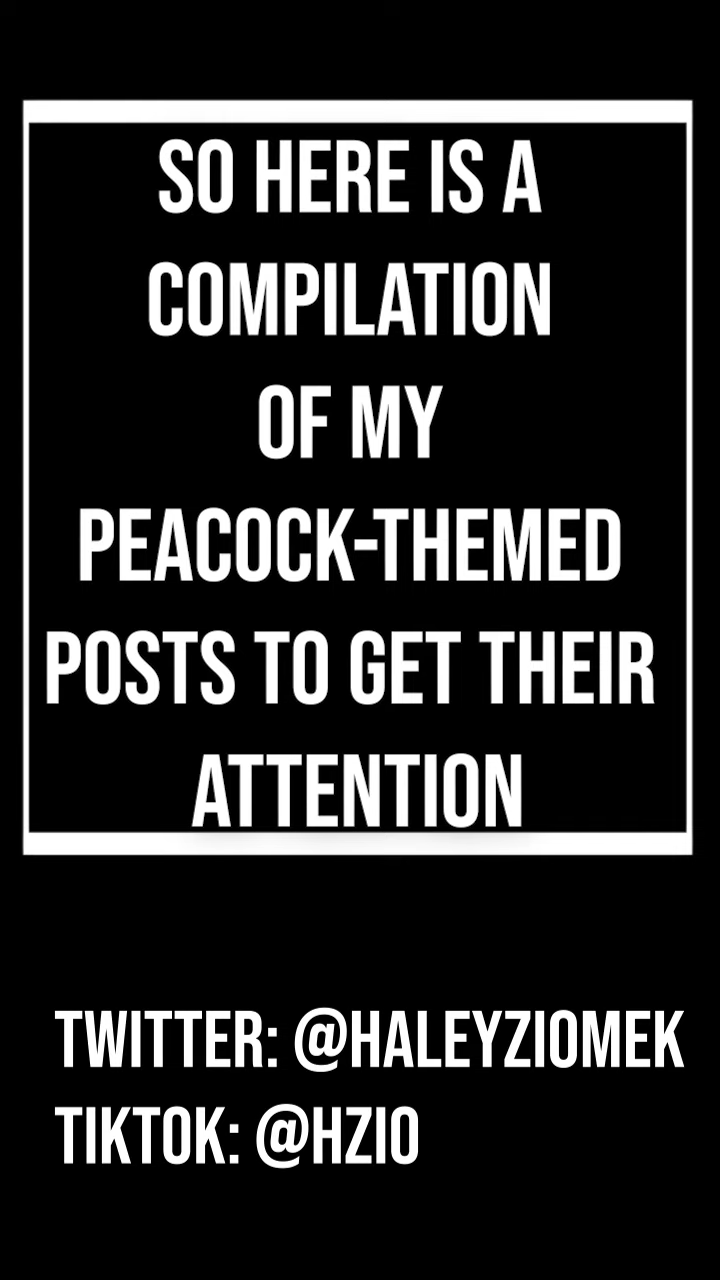 SO HERE IS A
COMPILATION
OF MY
PEACOCK-THEMED
POSTS TO GET THEIR
ATTENTION
TWITTER: @HALEYZIOMEK
TIKTOK: @HZIO